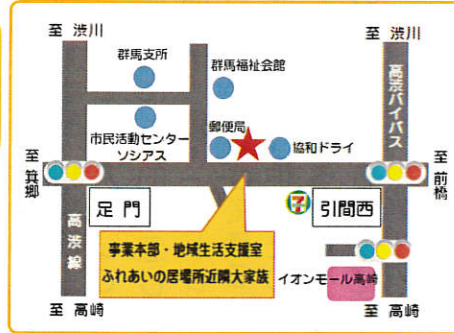 至 渋川
至 渋川
群馬支所
群馬福祉会館
高渋バイパス
市民活動センター
ソシアス
郵便局
協和ドライ
至 箕郷
至 前橋
足門
7
引間西
高渋線
事業本部・地域生活支援室
ふれあいの居場所近隣大家族
イオンモール高崎
至 高崎
至 高崎